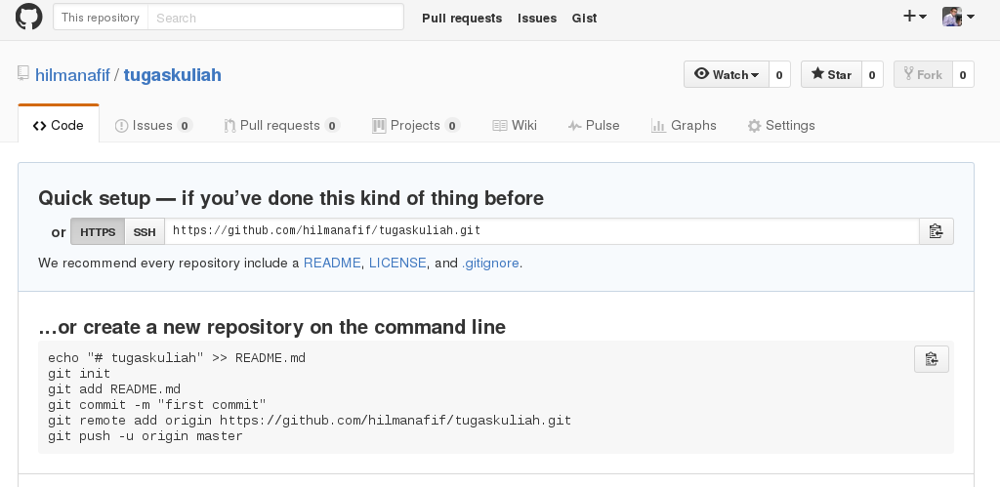 This repository Search Pull requests Issues Gist
hilmanafif / tugaskuliah Watch 0 Star 0 Fork 0
Code Issues 0 Pull requests 0 Projects 0 Wiki Pulse Graphs Settings
Quick setup — if you’ve done this kind of thing before
or HTTPS SSH https://github.com/hilmanafif/tugaskuliah.git
We recommend every repository include a README, LICENSE, and .gitignore.
…or create a new repository on the command line
echo "# tugaskuliah" >> README.md
git init
git add README.md
git commit -m "first commit"
git remote add origin https://github.com/hilmanafif/tugaskuliah.git
git push -u origin master